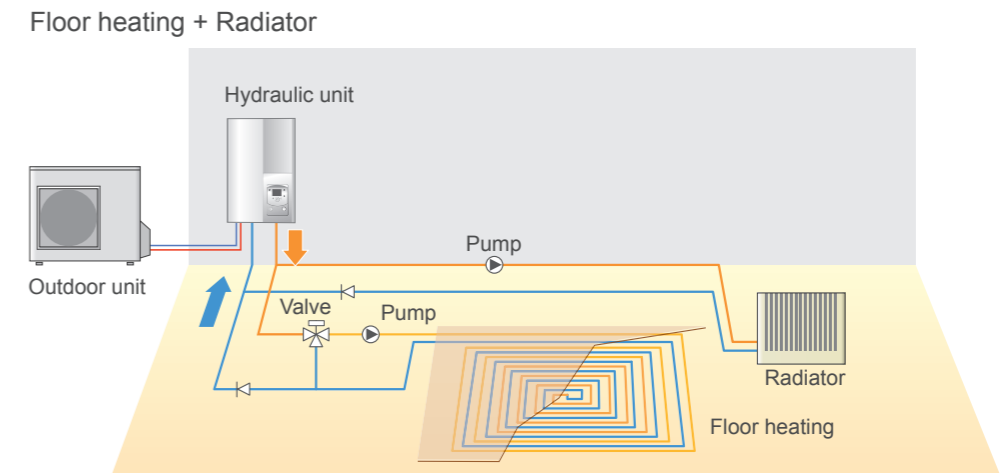 Floor heating + Radiator
Hydraulic unit
Pump
Outdoor unit
Valve
Pump
Radiator
Floor heating